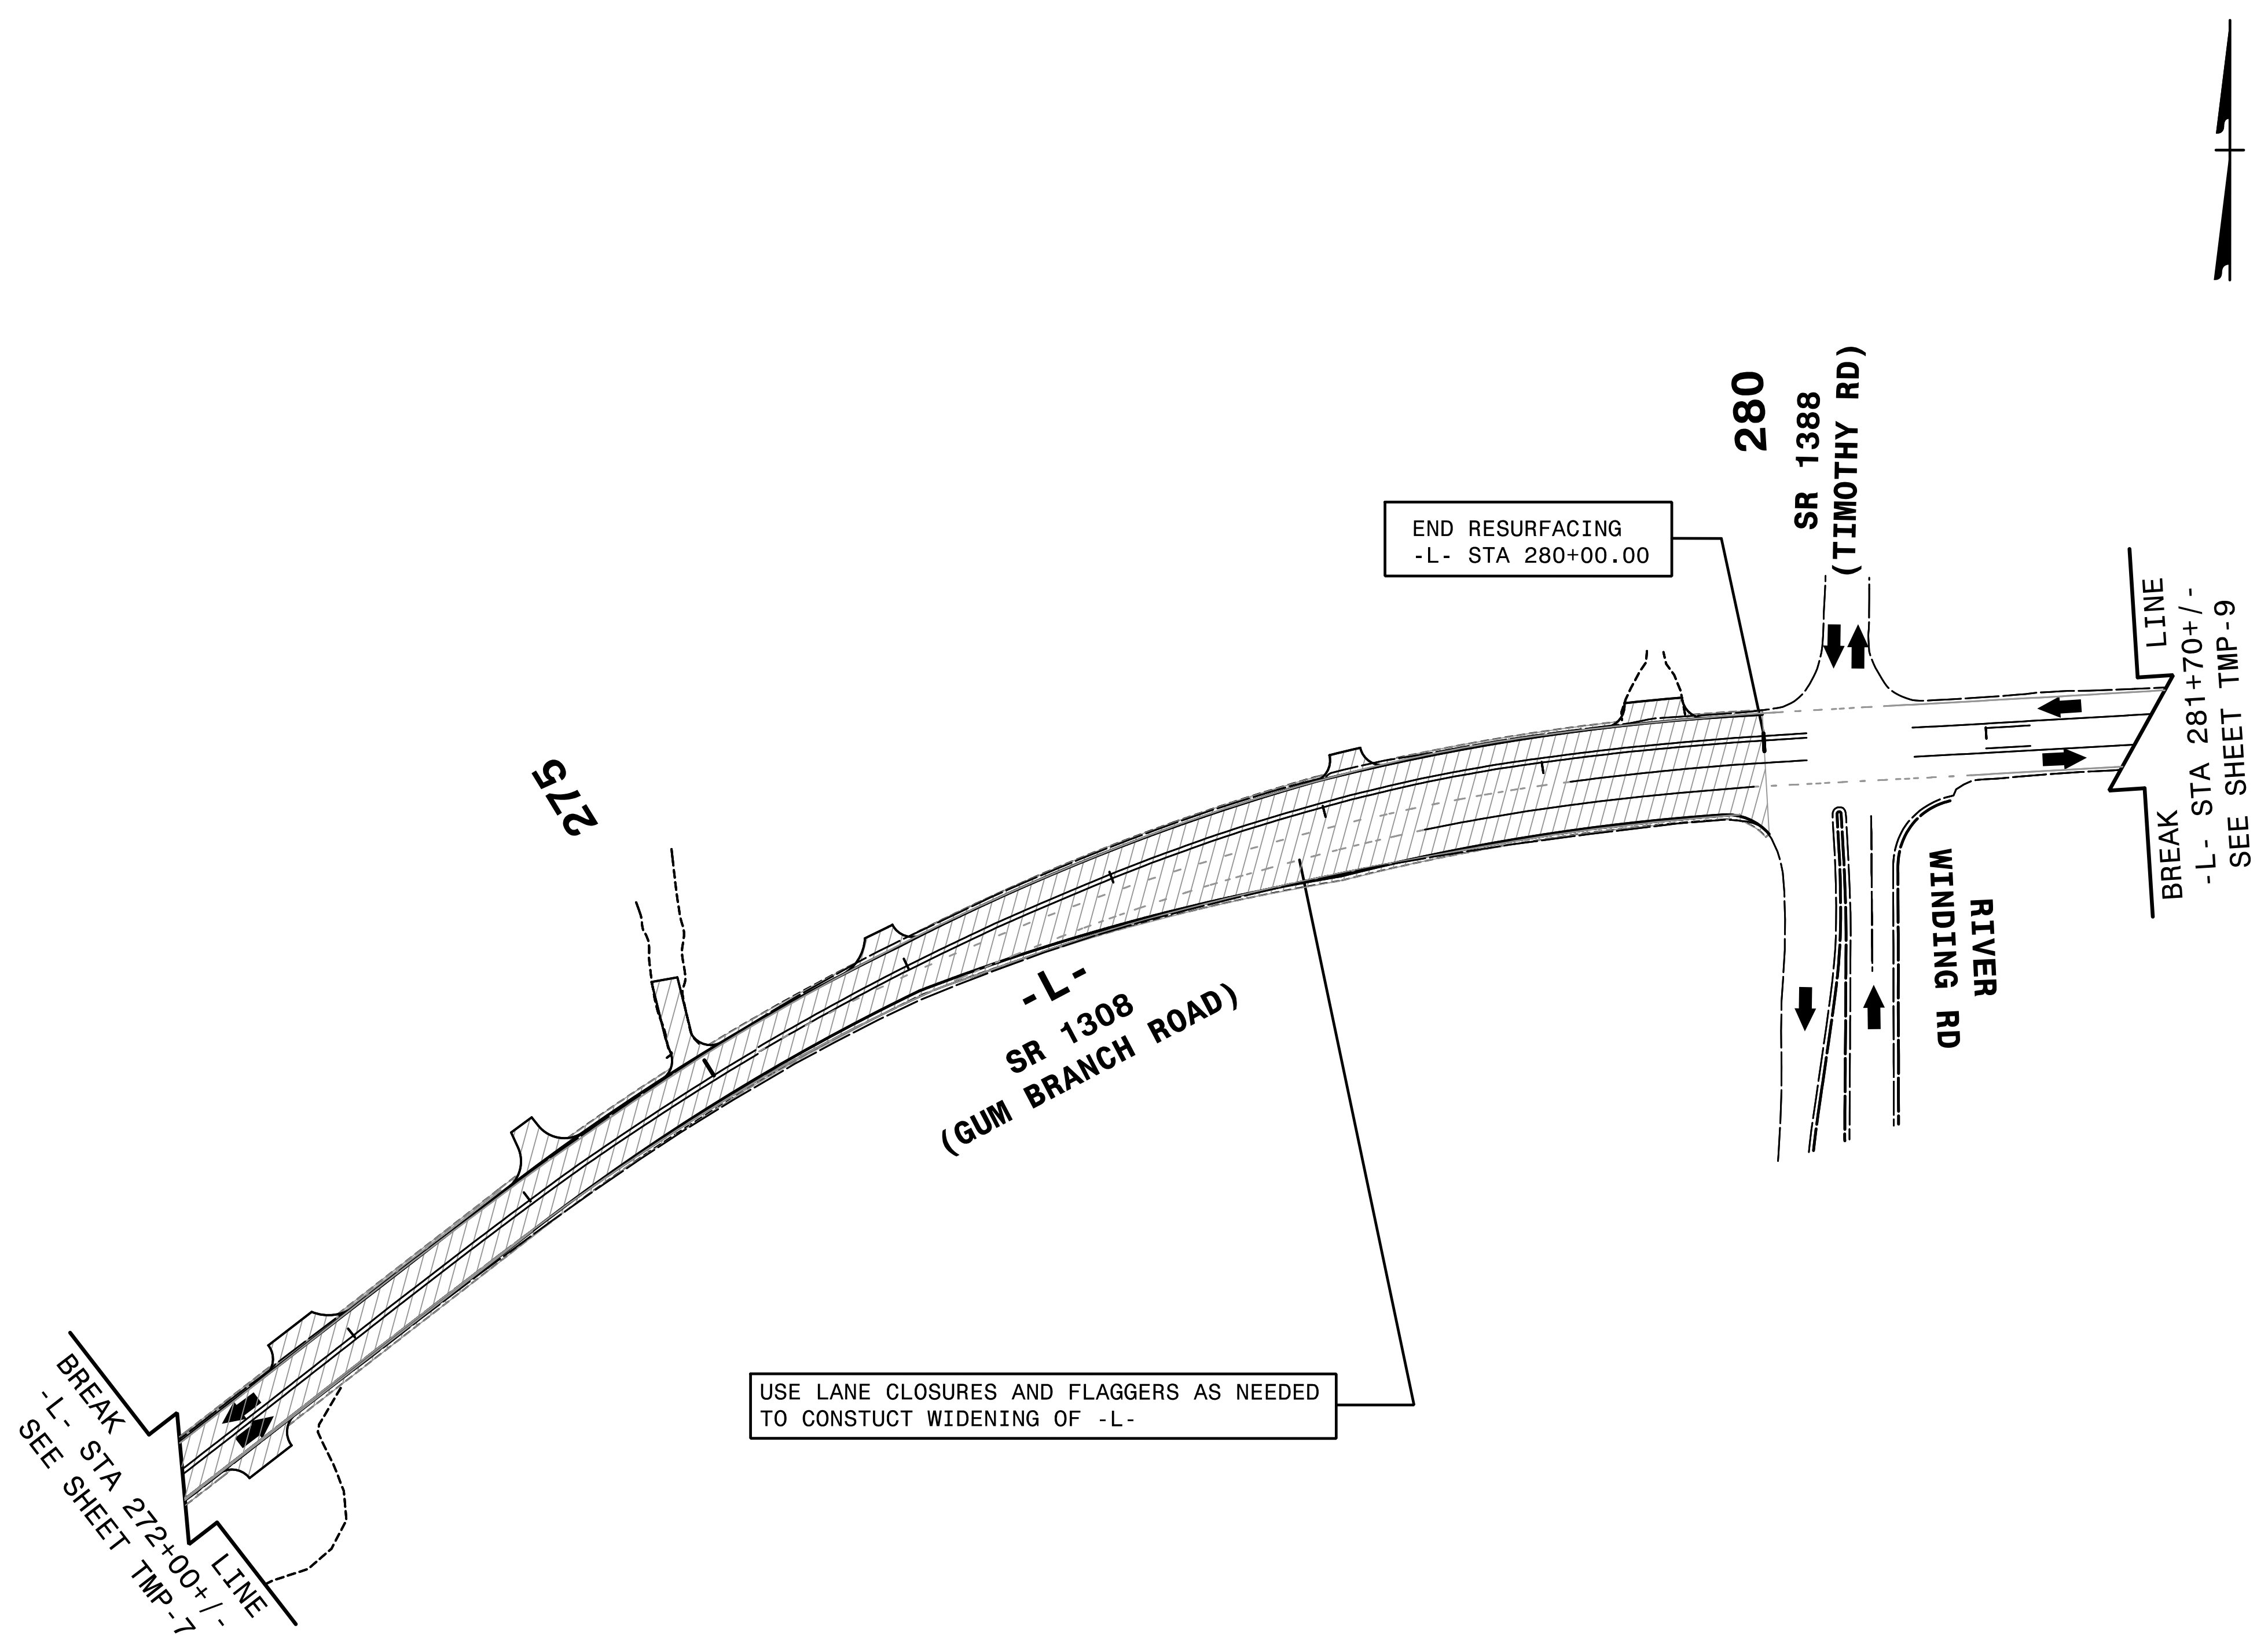 280
SR 1388
(TIMOTHY RD)
END RESURFACING
-L- STA 280+00.00
BREAK LINE
-L- STA 281+70+/-
SEE SHEET TMP-9
275
RIVER
WINDING RD
-L-
SR 1308
(GUM BRANCH ROAD)
USE LANE CLOSURES AND FLAGGERS AS NEEDED
TO CONSTUCT WIDENING OF -L-
BREAK LINE
-L- STA 272+00+/-
SEE SHEET TMP-7